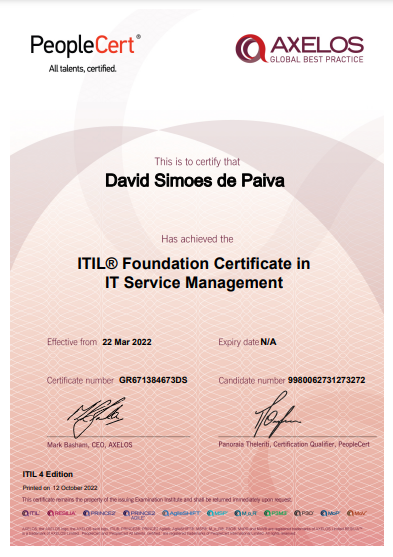 PeopleCert®
All talents, certified.
AXELOS
GLOBAL BEST PRACTICE
This is to certify that
David Simoes de Paiva
Has achieved the
ITIL® Foundation Certificate in
IT Service Management
Effective from 22 Mar 2022
Expiry date N/A
Certificate number GR671384673DS
Candidate number 9980062731273272
Mark Basham, CEO, AXELOS
Panoraia Theleriti, Certification Qualifier, PeopleCert
ITIL 4 Edition
Printed on 12 October 2022
This certificate remains the property of the issuing Examination Institute and shall be returned immediately upon request.
ITIL® RESILIA PRINCE2 PRINCE2 AGILE AgileSHIFT MSP M_o_R P3M3 P3O MoP MoV